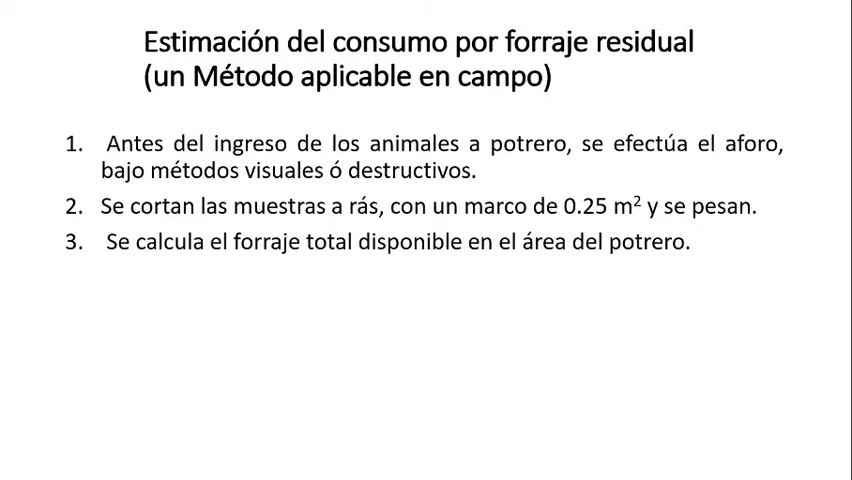 Estimación del consumo por forraje residual
(un Método aplicable en campo)
1. Antes del ingreso de los animales a potrero, se efectúa el aforo,
bajo métodos visuales ó destructivos.
2. Se cortan las muestras a rás, con un marco de 0.25 m² y se pesan.
3. Se calcula el forraje total disponible en el área del potrero.